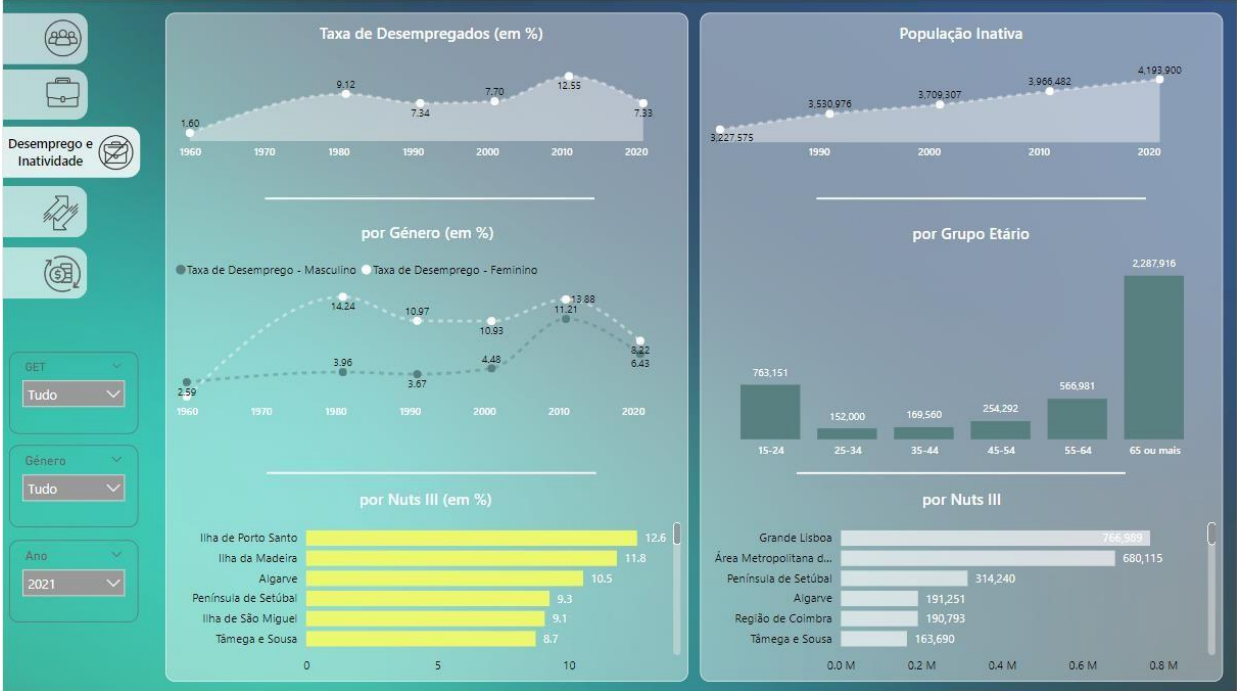 Desemprego e
Inatividade
GET
Tudo
Género
Tudo
Ano
2021
Taxa de Desempregados (em %)
1.60
9.12
7.34
7.70
12.55
7.33
1960 1970 1980 1990 2000 2010 2020
por Género (em %)
Taxa de Desemprego - Masculino Taxa de Desemprego - Feminino
2.59
14.24
10.97
10.93
13.88
11.21
8.22
6.43
3.96
3.67
4.48
1960 1970 1980 1990 2000 2010 2020
por Nuts III (em %)
Ilha de Porto Santo 12.6
Ilha da Madeira 11.8
Algarve 10.5
Península de Setúbal 9.3
Ilha de São Miguel 9.1
Tâmega e Sousa 8.7
0 5 10
População Inativa
3,227,575
3,530,976
3,709,307
3,966,482
4,193,900
1990 2000 2010 2020
por Grupo Etário
763,151
152,000
169,560
254,292
566,981
2,287,916
15-24 25-34 35-44 45-54 55-64 65 ou mais
por Nuts III
Grande Lisboa 766,989
Área Metropolitana d... 680,115
Península de Setúbal 314,240
Algarve 191,251
Região de Coimbra 190,793
Tâmega e Sousa 163,690
0.0 M 0.2 M 0.4 M 0.6 M 0.8 M